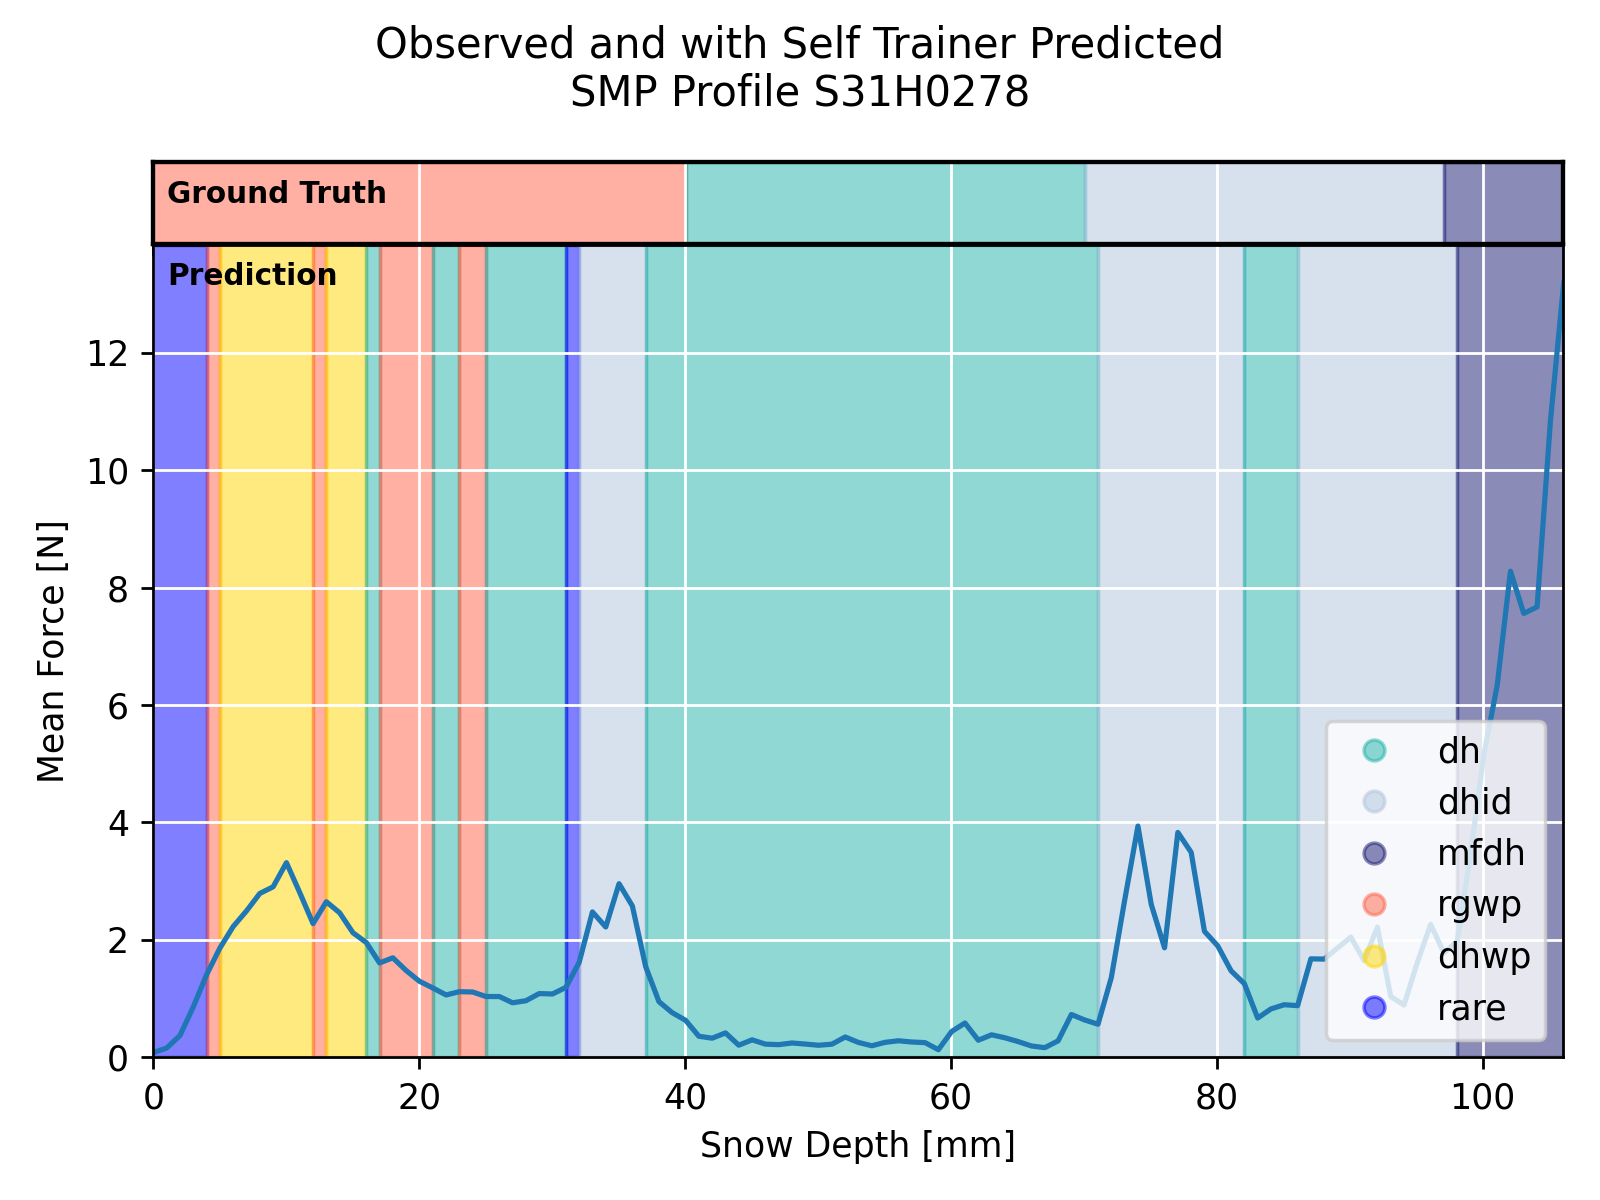 Observed and with Self Trainer Predicted
SMP Profile S31H0278
Ground Truth
Prediction
12
10
8
6
4
2
0
Mean Force [N]
dh
dhid
mfdh
rgwp
dhwp
rare
0 20 40 60 80 100
Snow Depth [mm]